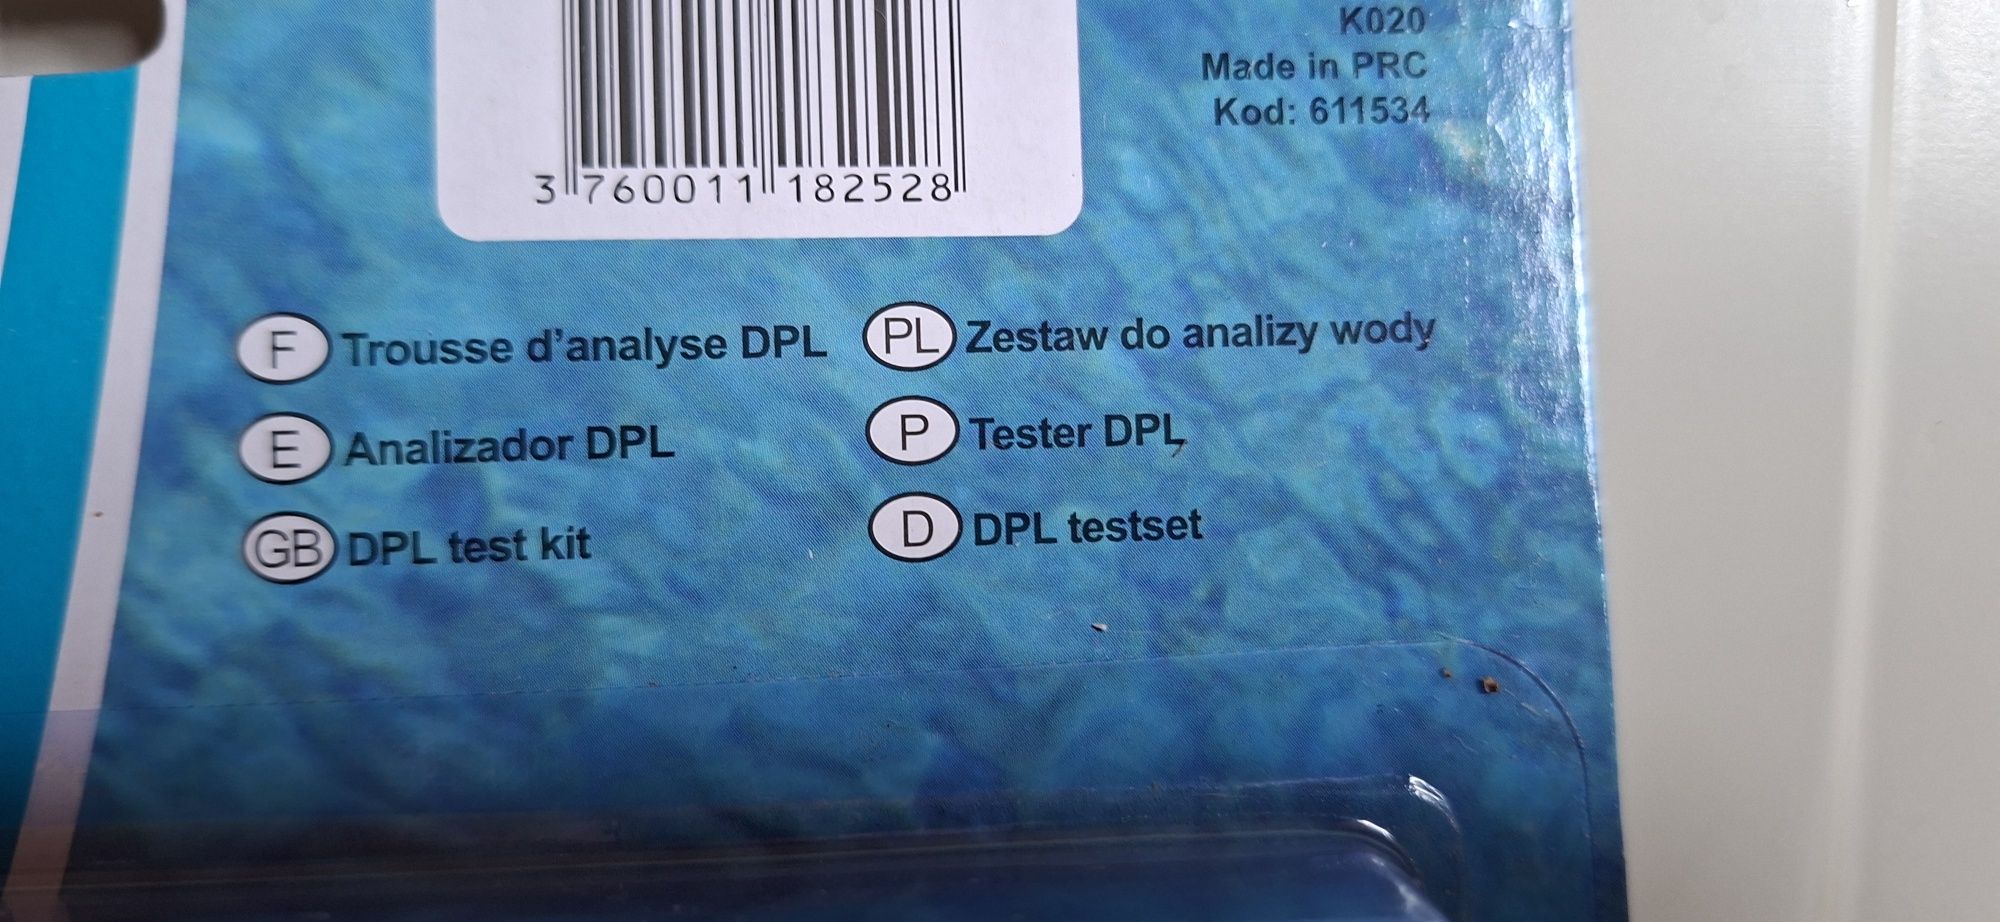 K020
Made in PRC
Kod: 611534
3 760011 182528
F Trousse d'analyse DPL
E Analizador DPL
GB DPL test kit
PL Zestaw do analizy wody
P Tester DPL
D DPL testset